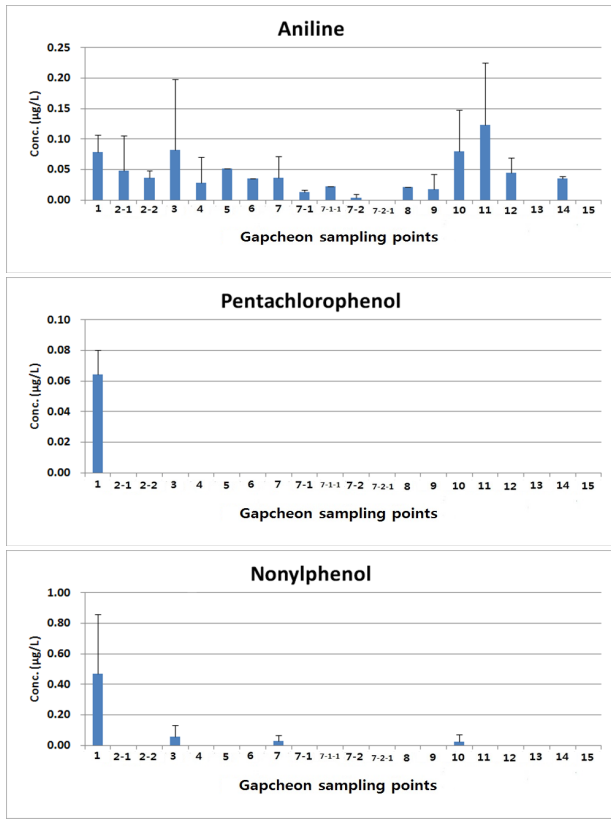 Aniline
Conc. (µg/L)
0.25
0.20
0.15
0.10
0.05
0.00
1 2-1 2-2 3 4 5 6 7 7-1 7-1-1 7-2 7-2-1 8 9 10 11 12 13 14 15
Gapcheon sampling points
Pentachlorophenol
Conc. (µg/L)
0.10
0.08
0.06
0.04
0.02
0.00
1 2-1 2-2 3 4 5 6 7 7-1 7-1-1 7-2 7-2-1 8 9 10 11 12 13 14 15
Gapcheon sampling points
Nonylphenol
Conc. (µg/L)
1.00
0.80
0.60
0.40
0.20
0.00
1 2-1 2-2 3 4 5 6 7 7-1 7-1-1 7-2 7-2-1 8 9 10 11 12 13 14 15
Gapcheon sampling points